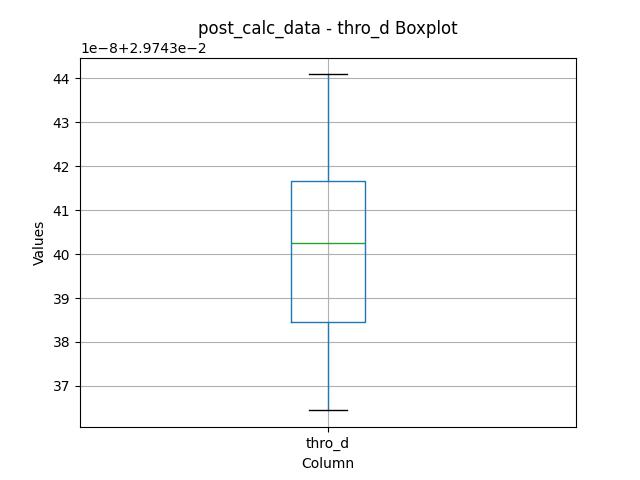 post_calc_data - thro_d Boxplot
1e-8+2.9743e-2
44
43
42
41
40
39
38
37
Values
thro_d
Column